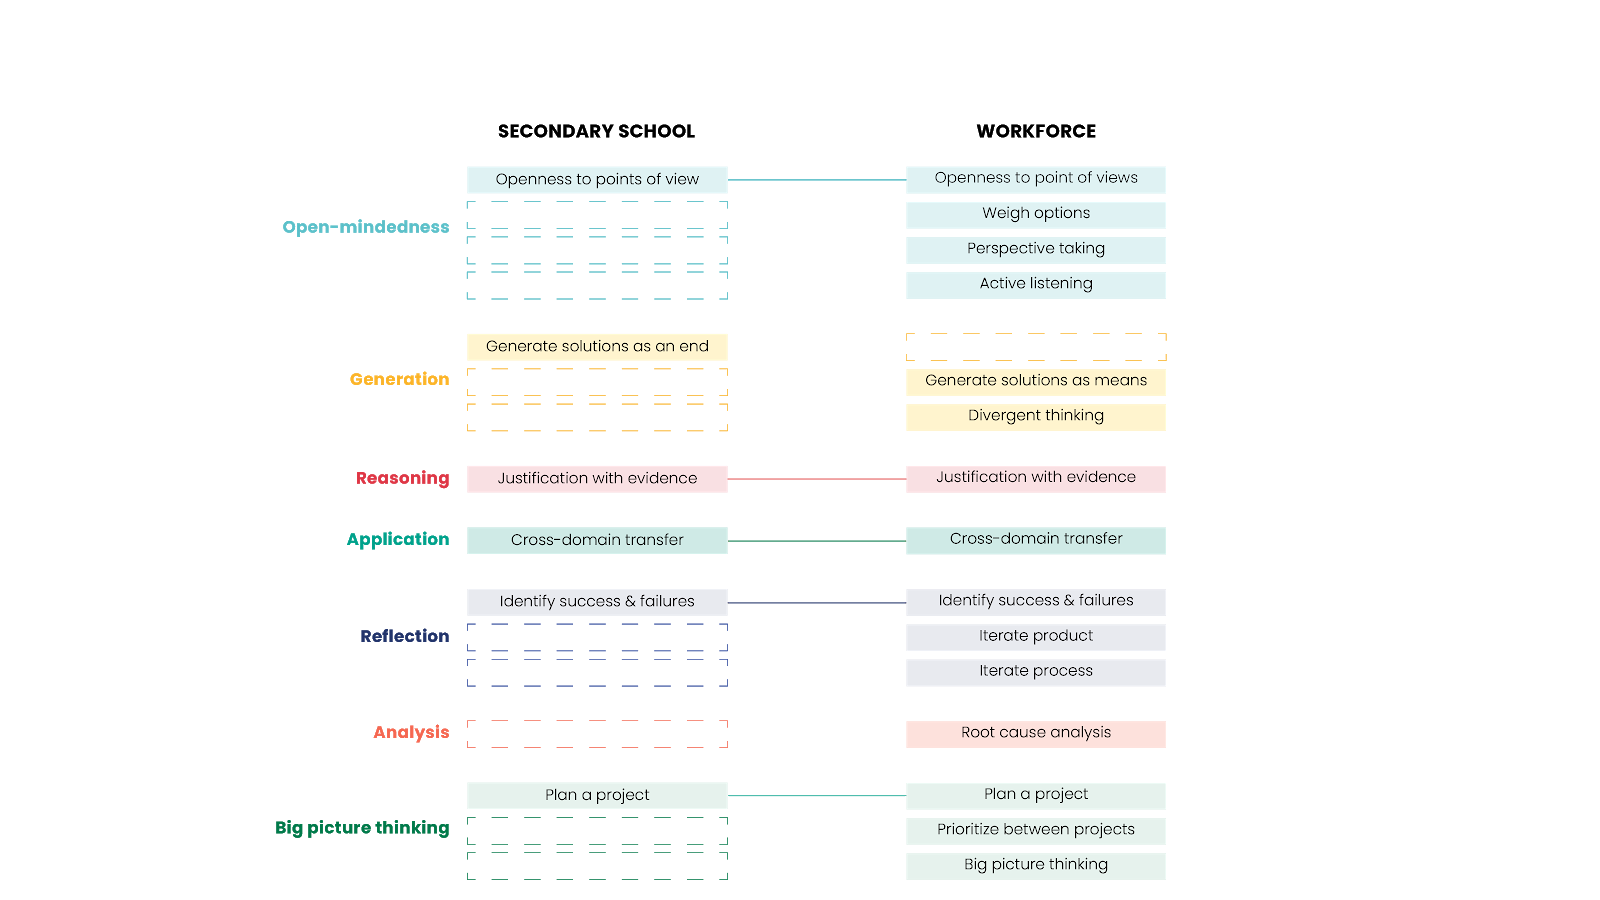 SECONDARY SCHOOL WORKFORCE
Openness to points of view Openness to point of views
Weigh options
Open-mindedness
Perspective taking
Active listening
Generate solutions as an end
Generation Generate solutions as means
Divergent thinking
Reasoning Justification with evidence Justification with evidence
Application Cross-domain transfer Cross-domain transfer
Identify success & failures Identify success & failures
Reflection Iterate product
Iterate process
Analysis Root cause analysis
Plan a project Plan a project
Big picture thinking Prioritize between projects
Big picture thinking